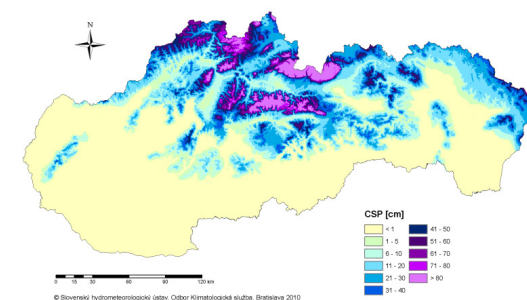 N
CSP [cm]
< 1
1 - 5
6 - 10
11 - 20
21 - 30
31 - 40
41 - 50
51 - 60
61 - 70
71 - 80
> 80
0 15 30 60 90 120 km
© Slovenský hydrometeorologický ústav, Odbor Klimatologická služba, Bratislava 2010